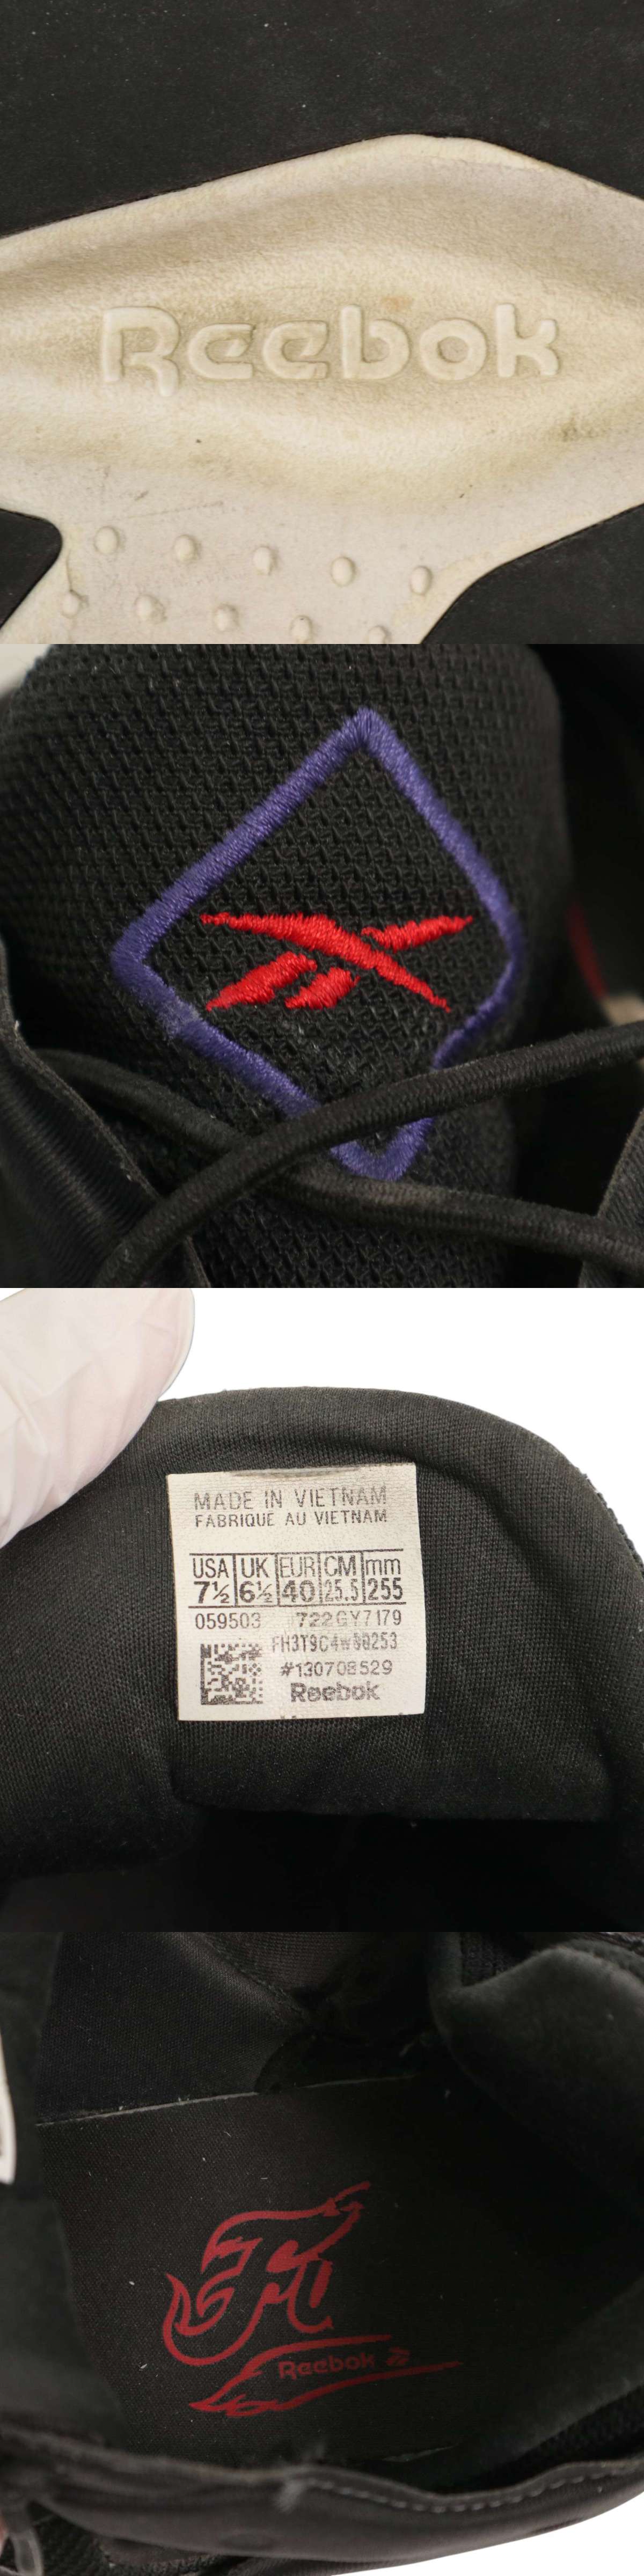 Reebok
MADE IN VIETNAM
FABRIQUE AU VIETNAM
USA UK EUR CM mm
7½ 6½ 40 25.5 255
059503 722GY7179
#130708529
Reebok
Reebok